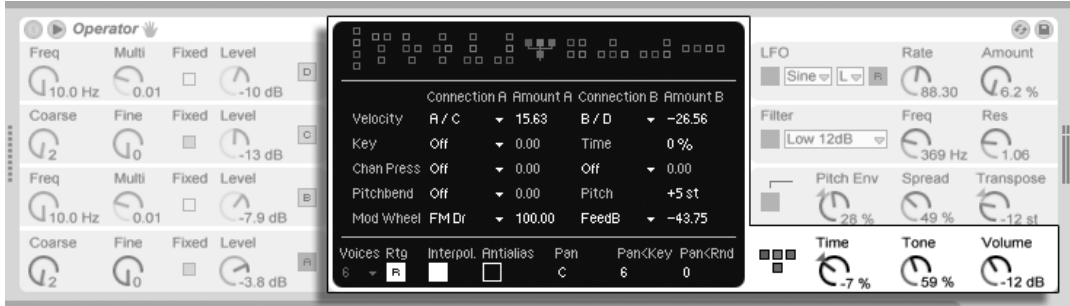 Operator
Freq Multi Fixed Level
10.0 Hz 0.01 -10 dB D
Coarse Fine Fixed Level
2 0 -13 dB C
Freq Multi Fixed Level
10.0 Hz 0.01 -7.9 dB B
Coarse Fine Fixed Level
2 0 -3.8 dB A
Connection A Amount A Connection B Amount B
Velocity A / C 15.63 B / D -26.56
Key Off 0.00 Time 0 %
Chan Press Off 0.00 Off 0.00
Pitchbend Off 0.00 Pitch +5 st
Mod Wheel FM Dr 100.00 FeedB -43.75
Voices Rtg Interpol. Antialias Pan Pan<Key Pan<Rnd
6 R C 6 0
LFO Rate Amount
Sine L R 88.30 6.2 %
Filter Freq Res
Low 12dB 369 Hz 1.06
Pitch Env Spread Transpose
28 % 49 % -12 st
Time Tone Volume
-7 % 59 % -12 dB